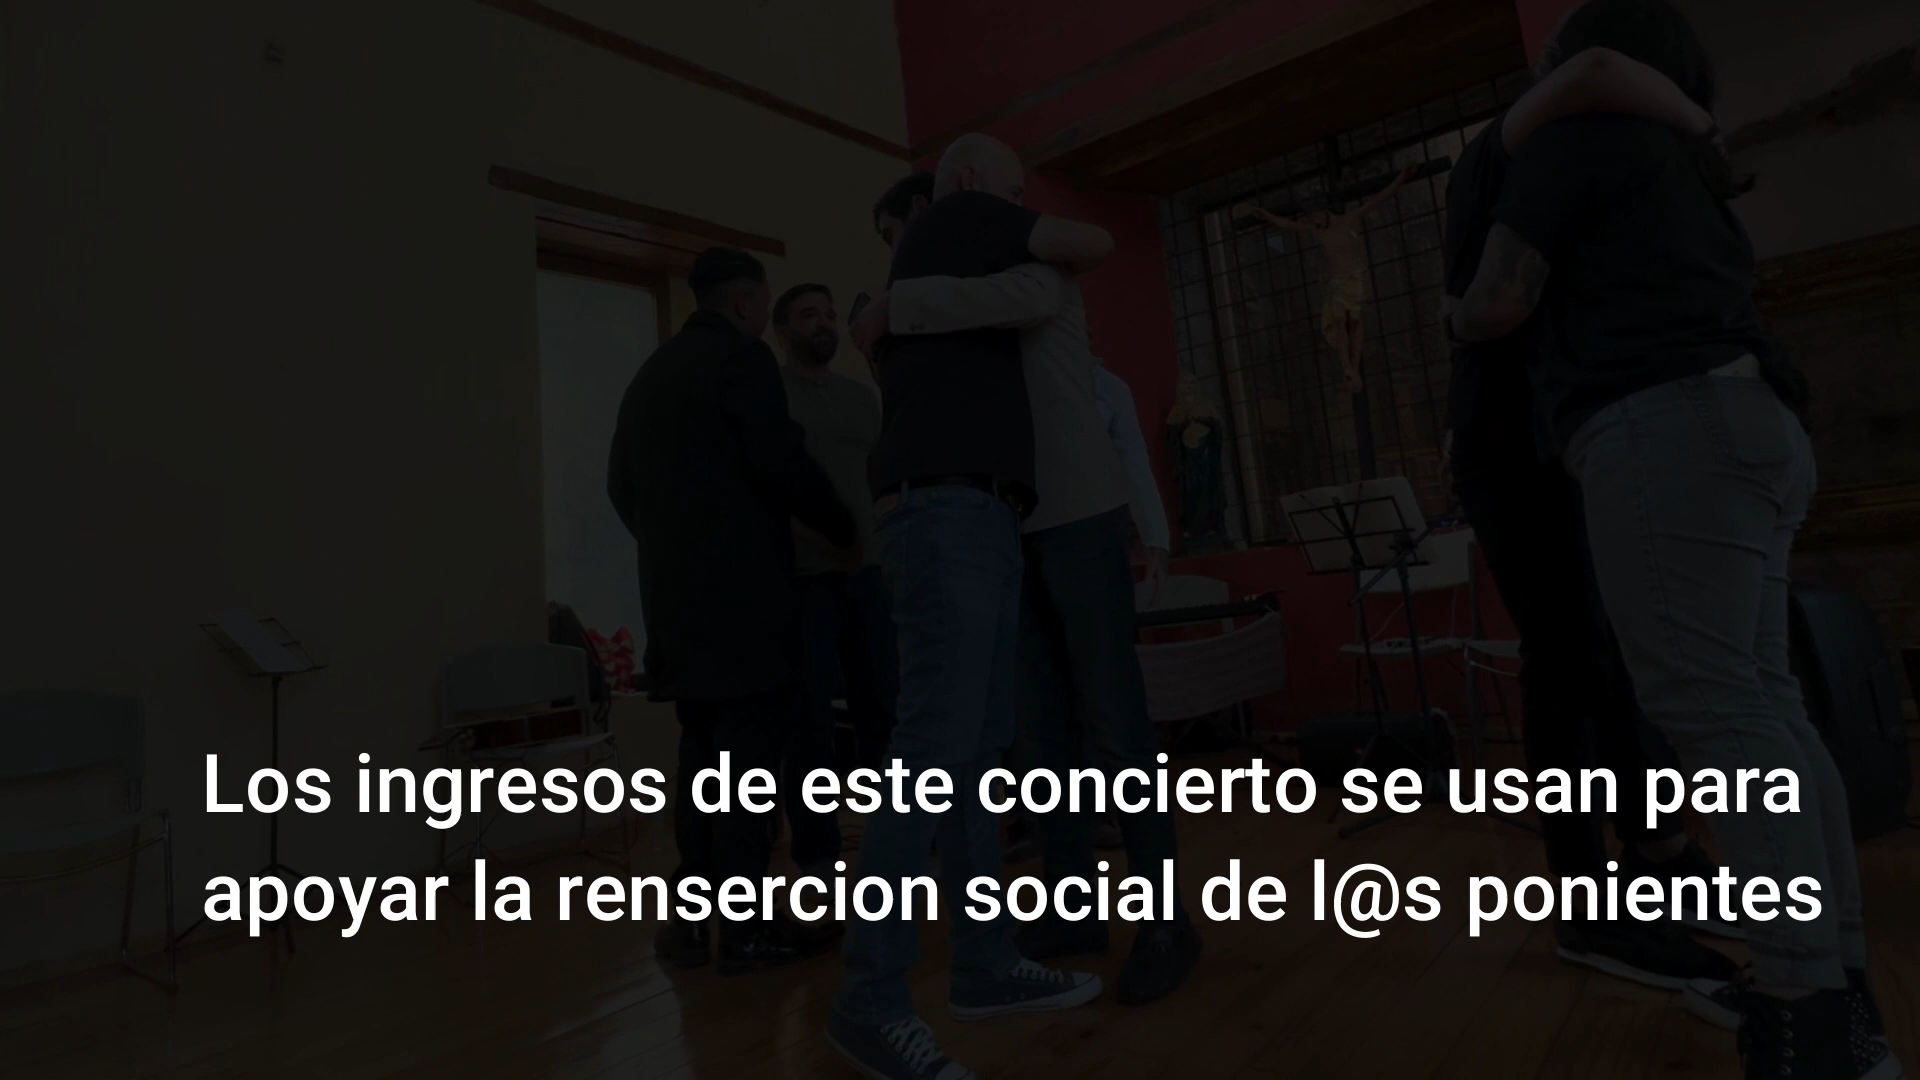 Los ingresos de este concierto se usan para
apoyar la rensercion social de l@s ponientes